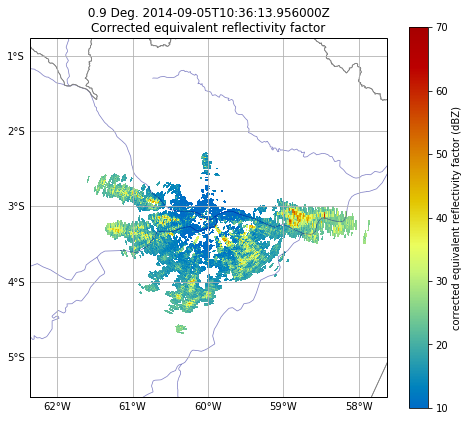 0.9 Deg. 2014-09-05T10:36:13.956000Z
Corrected equivalent reflectivity factor
1°S
2°S
3°S
4°S
5°S
62°W 61°W 60°W 59°W 58°W
70
60
50
40
30
20
10
corrected equivalent reflectivity factor (dBZ)